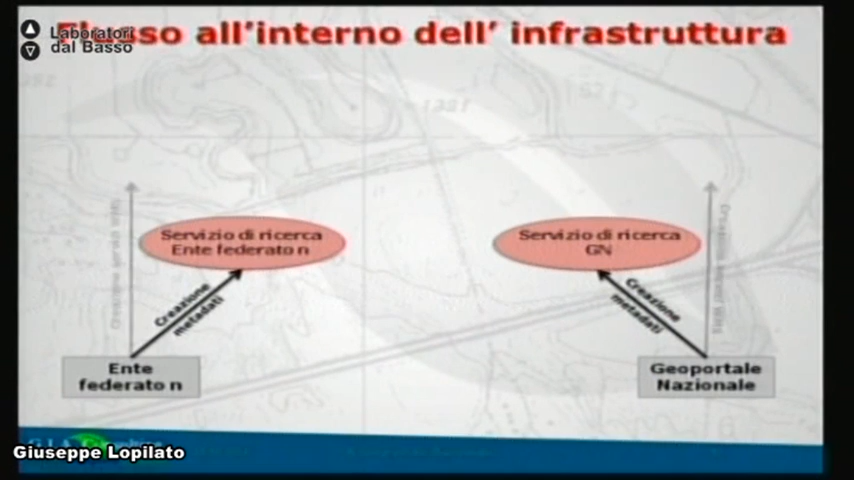 Flusso all'interno dell' infrastruttura
Laboratori
dal Basso
Servizio di ricerca
Ente federato n
Servizio di ricerca
GN
Creazione
metadati
Creazione
metadati
Ente
federato n
Geoportale
Nazionale
Giuseppe Lopilato